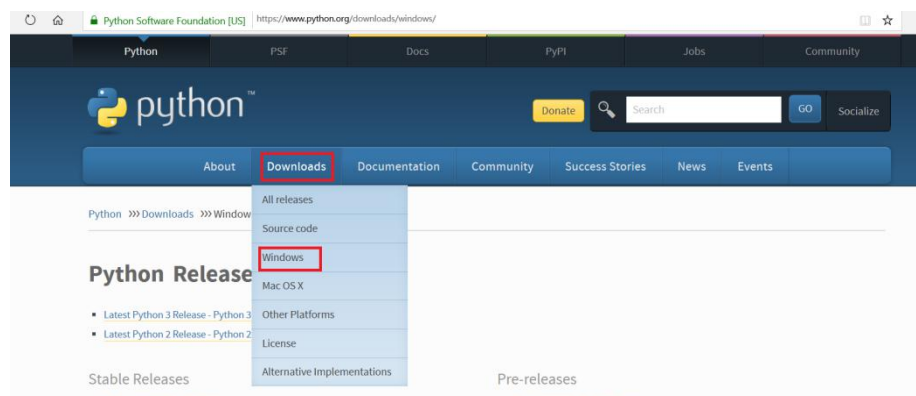 Python Software Foundation [US] https://www.python.org/downloads/windows/
Python PSF Docs PyPI Jobs Community
python™
Donate Search GO Socialize
About Downloads Documentation Community Success Stories News Events
All releases
Source code
Windows
Mac OS X
Other Platforms
License
Alternative Implementations
Python >>> Downloads >>> Window
Python Release
Latest Python 3 Release - Python 3
Latest Python 2 Release - Python 2
Stable Releases Pre-releases